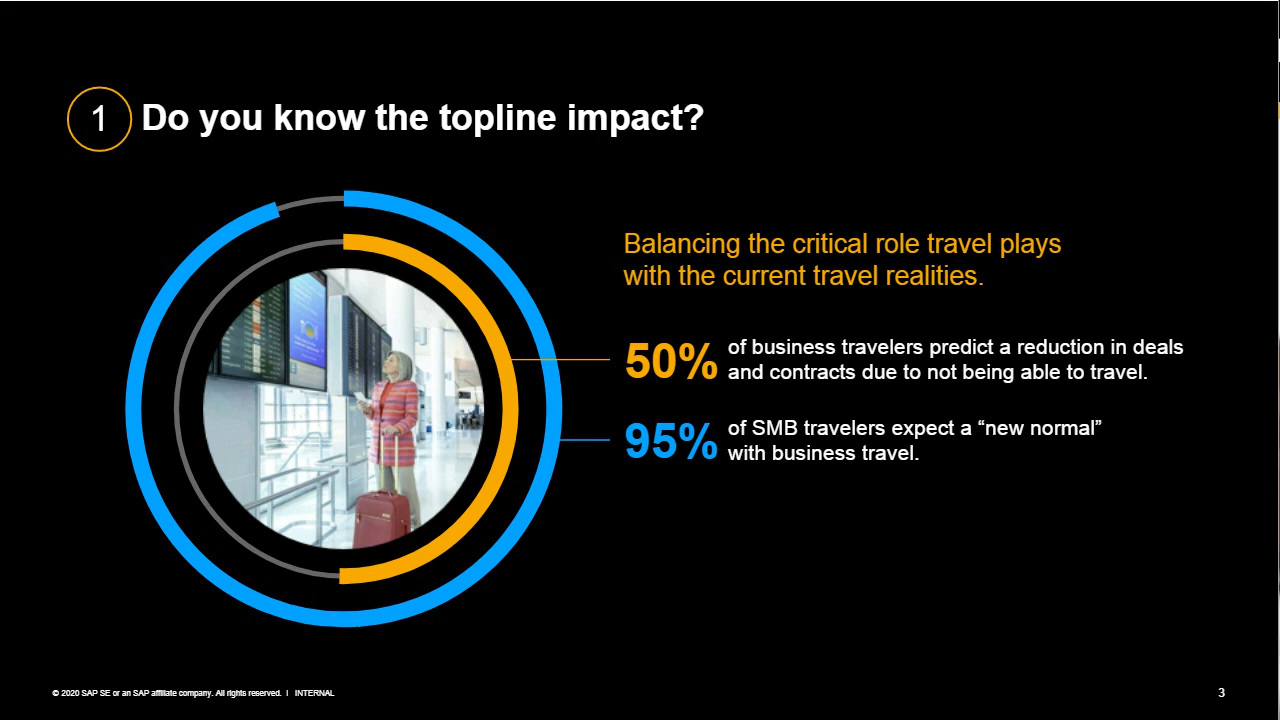 1
Do you know the topline impact?
Balancing the critical role travel plays
with the current travel realities.
50%
of business travelers predict a reduction in deals
and contracts due to not being able to travel.
95%
of SMB travelers expect a “new normal”
with business travel.
© 2020 SAP SE or an SAP affiliate company. All rights reserved. | INTERNAL
3